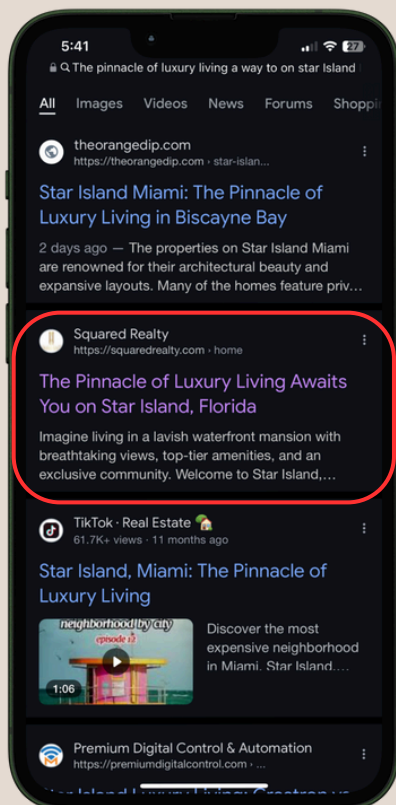 5:41
27
The pinnacle of luxury living a way to on star Island
All Images Videos News Forums Shoppi
theorangedip.com
https://theorangedip.com › star-islan...
Star Island Miami: The Pinnacle of
Luxury Living in Biscayne Bay
2 days ago — The properties on Star Island Miami
are renowned for their architectural beauty and
expansive layouts. Many of the homes feature priv...
Squared Realty
https://squaredrealty.com › home
The Pinnacle of Luxury Living Awaits
You on Star Island, Florida
Imagine living in a lavish waterfront mansion with
breathtaking views, top-tier amenities, and an
exclusive community. Welcome to Star Island,...
TikTok · Real Estate 🏡
61.7K+ views · 11 months ago
Star Island, Miami: The Pinnacle of
Luxury Living
neighborhood by city
episode 12
1:06
Discover the most
expensive neighborhood
in Miami, Star Island....
Premium Digital Control & Automation
https://premiumdigitalcontrol.com › ...
Star Island Luxury Living: Crestron vs